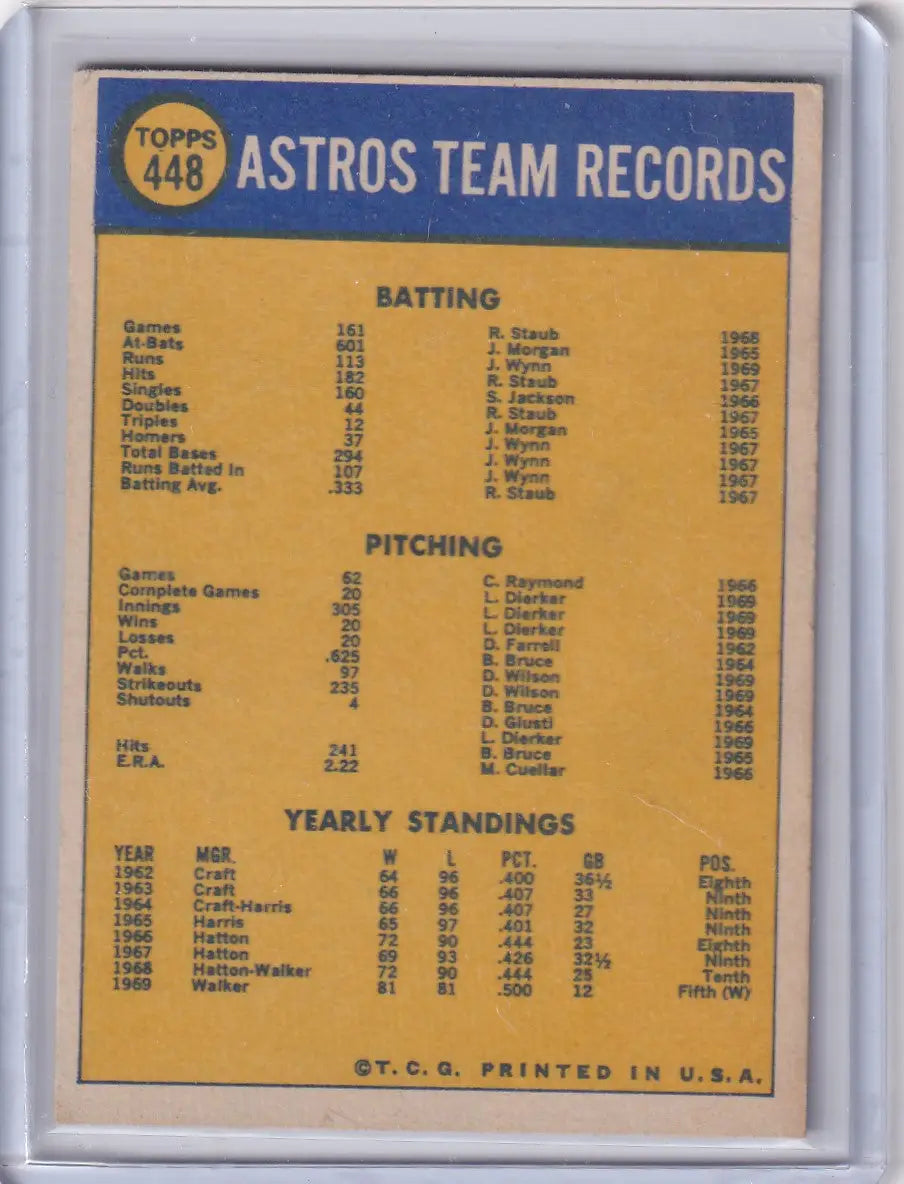 TOPPS
448
ASTROS TEAM RECORDS
BATTING
Games 161 R. Staub 1968
At-Bats 601 J. Morgan 1965
Runs 113 J. Wynn 1969
Hits 182 R. Staub 1967
Singles 160 S. Jackson 1966
Doubles 44 R. Staub 1967
Triples 12 J. Morgan 1965
Homers 37 J. Wynn 1967
Total Bases 294 J. Wynn 1967
Runs Batted In 107 J. Wynn 1967
Batting Avg. .333 R. Staub 1967
PITCHING
Games 62 C. Raymond 1966
Complete Games 20 L. Dierker 1969
Innings 305 L. Dierker 1969
Wins 20 L. Dierker 1969
Losses 20 D. Farrell 1962
Pct. .625 B. Bruce 1964
Walks 97 D. Wilson 1969
Strikeouts 235 D. Wilson 1969
Shutouts 4 B. Bruce 1964
D. Giusti 1966
L. Dierker 1969
Hits 241 B. Bruce 1965
E.R.A. 2.22 M. Cuellar 1966
YEARLY STANDINGS
YEAR MGR. W L PCT. GB POS.
1962 Craft 64 96 .400 36½ Eighth
1963 Craft 66 96 .407 33 Ninth
1964 Craft-Harris 66 96 .407 27 Ninth
1965 Harris 65 97 .401 32 Ninth
1966 Hatton 72 90 .444 23 Eighth
1967 Hatton 69 93 .426 32½ Ninth
1968 Hatton-Walker 72 90 .444 25 Tenth
1969 Walker 81 81 .500 12 Fifth (W)
©T. C. G. PRINTED IN U. S. A.